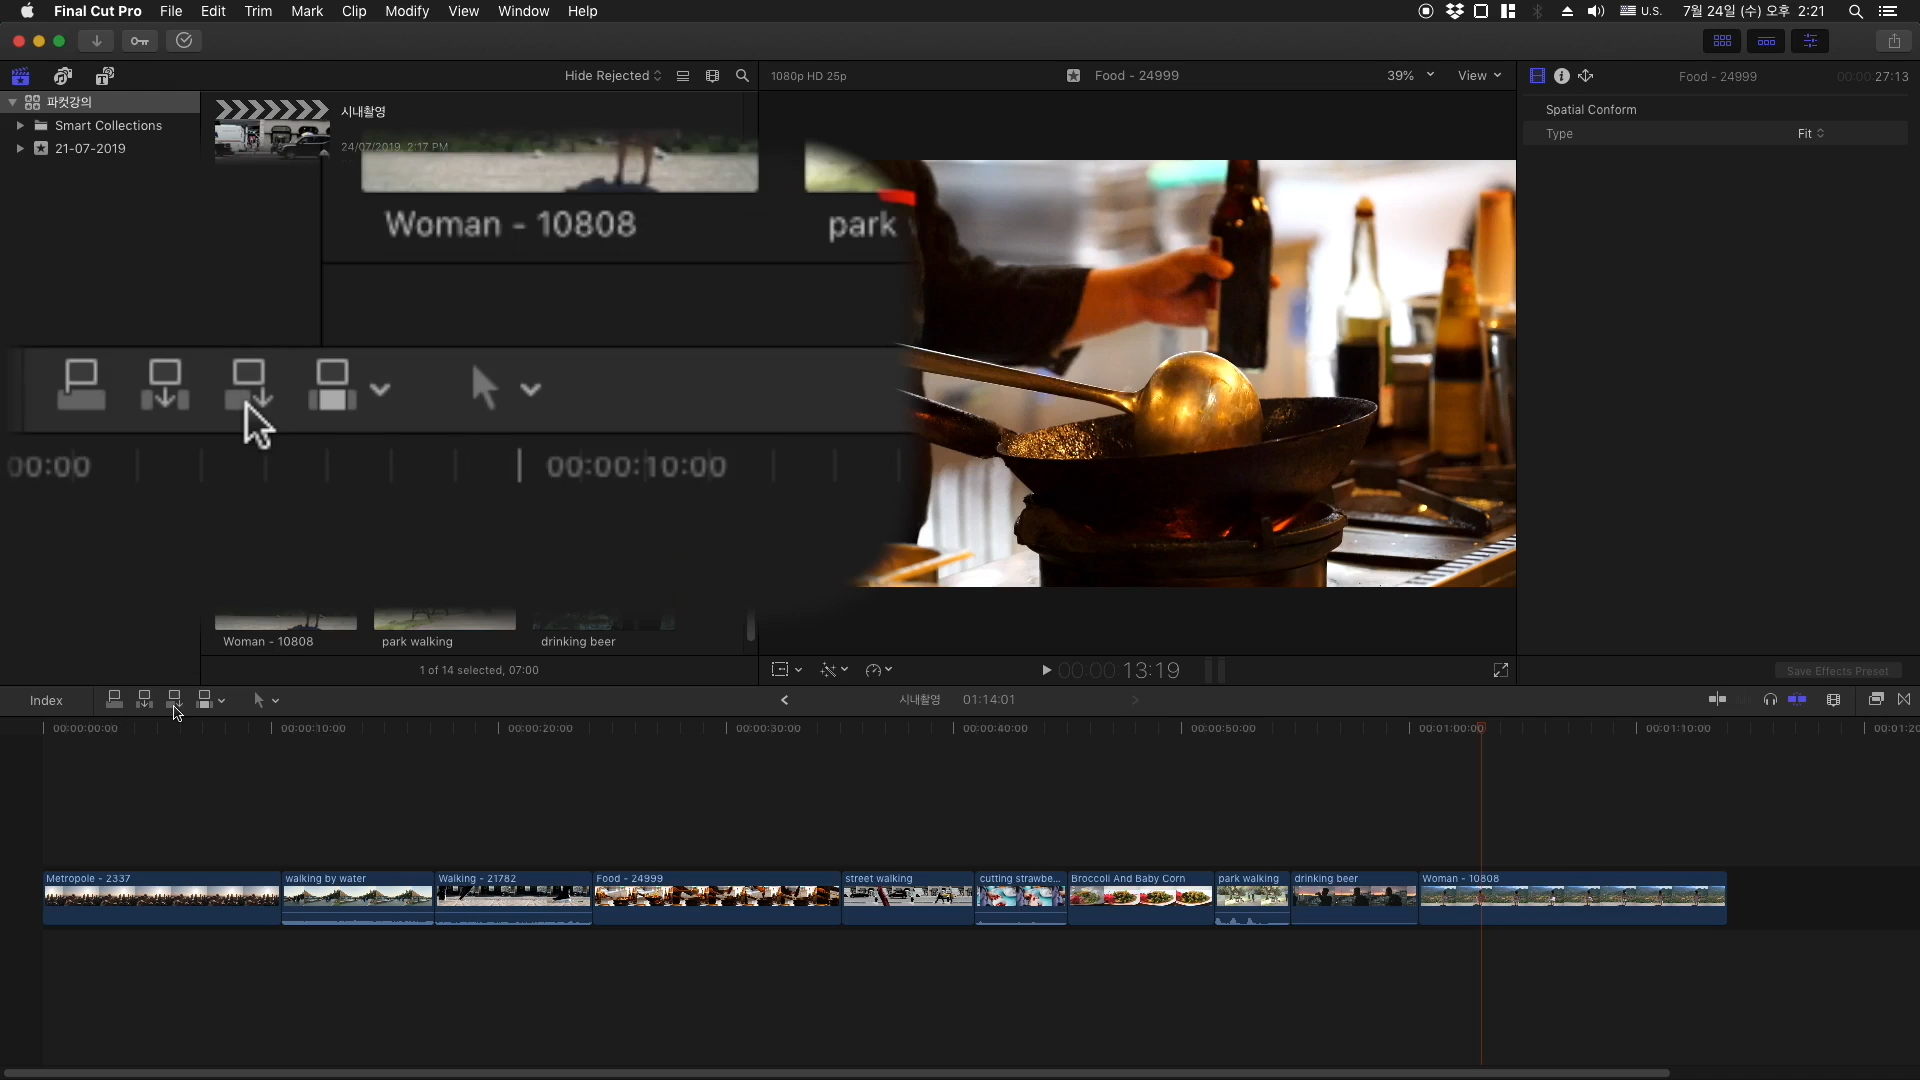 Final Cut Pro File Edit Trim Mark Clip Modify View Window Help
U.S. 7월 24일 (수) 오후 2:21
Hide Rejected
1080p HD 25p
Food - 24999
39%
View
Food - 24999
00:00:27:13
파컷강의
시내촬영
Spatial Conform
Smart Collections
Type
Fit
24/07/2019, 2:17 PM
21-07-2019
Woman - 10808
park
00:00
00:00:10:00
Woman - 10808
park walking
drinking beer
1 of 14 selected, 07:00
00:00:13:19
Save Effects Preset
Index
시내촬영
01:14:01
00:00:00:00
00:00:10:00
00:00:20:00
00:00:30:00
00:00:40:00
00:00:50:00
00:01:00:00
00:01:10:00
00:01:20
Metropole - 2337
walking by water
Walking - 21782
Food - 24999
street walking
cutting strawbe...
Broccoli And Baby Corn
park walking
drinking beer
Woman - 10808